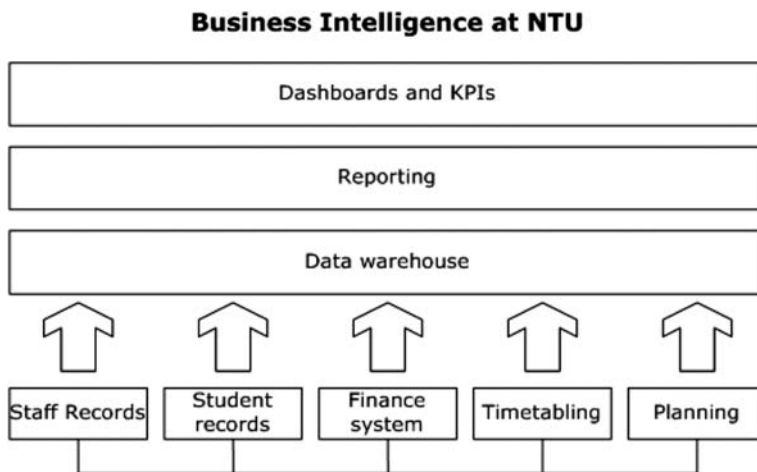 Business Intelligence at NTU
Dashboards and KPIs
Reporting
Data warehouse
Staff Records
Student
records
Finance
system
Timetabling
Planning